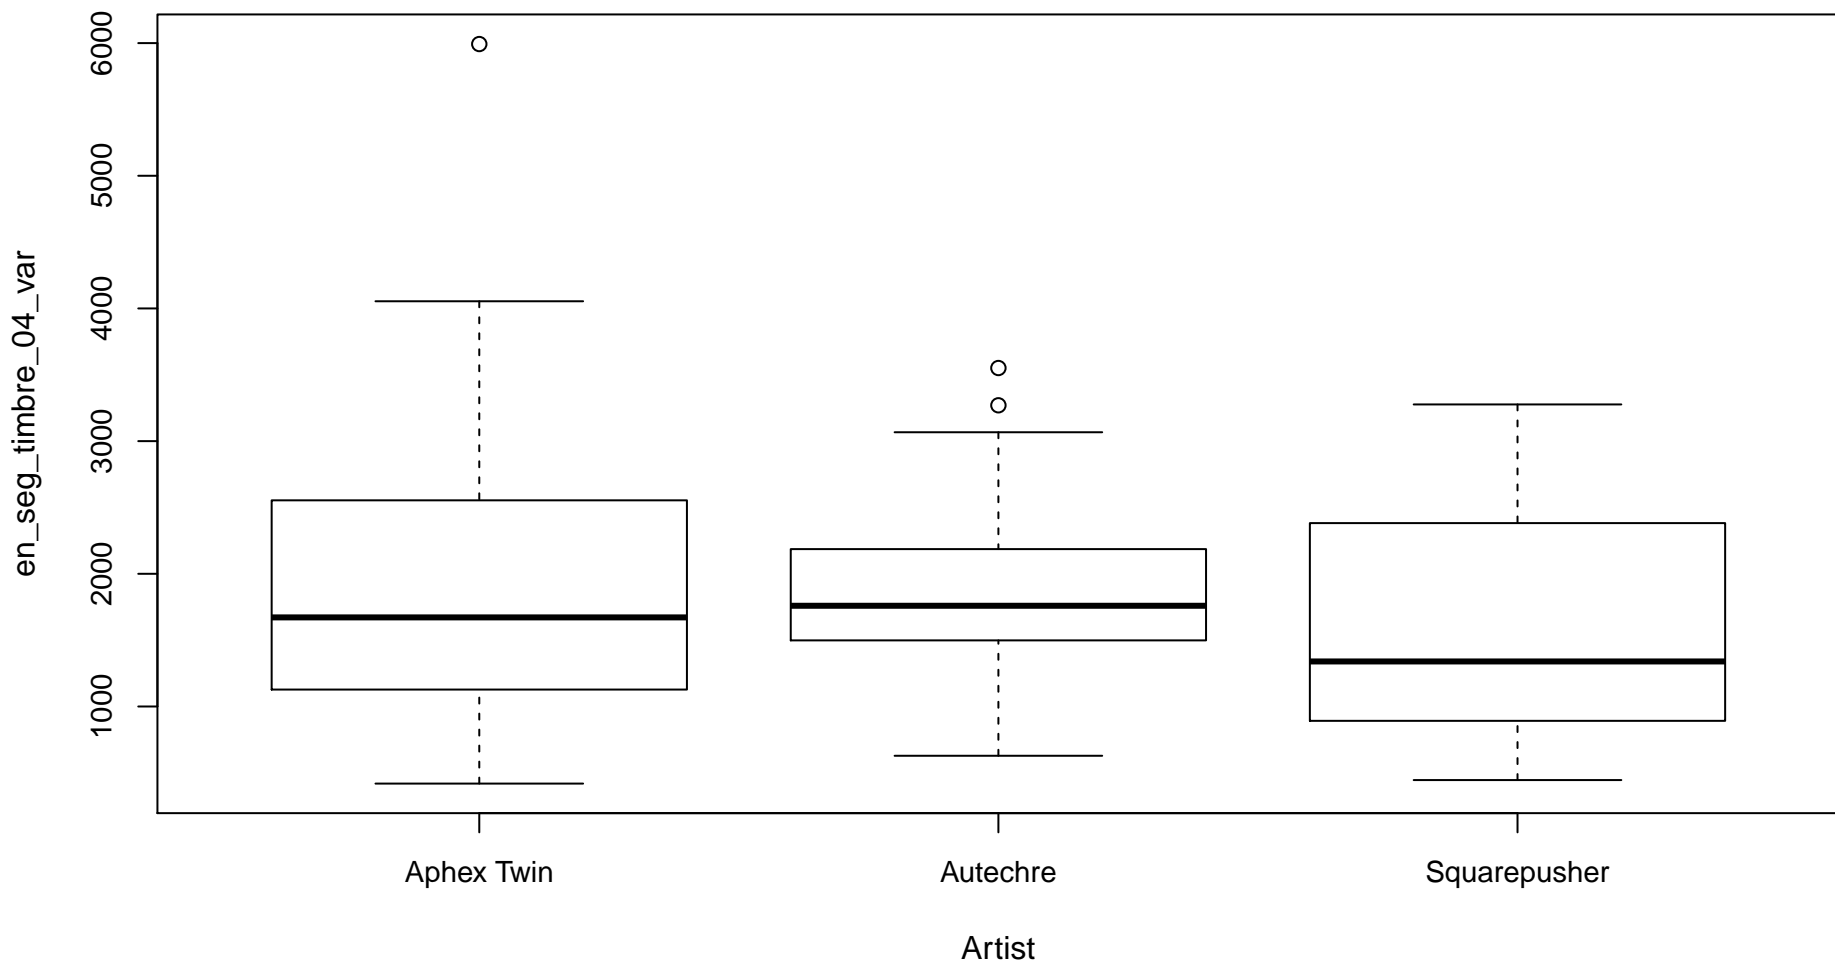 en_seg_timbre_04_var
6000
5000
4000
3000
2000
1000
Aphex Twin
Autechre
Squarepusher
Artist